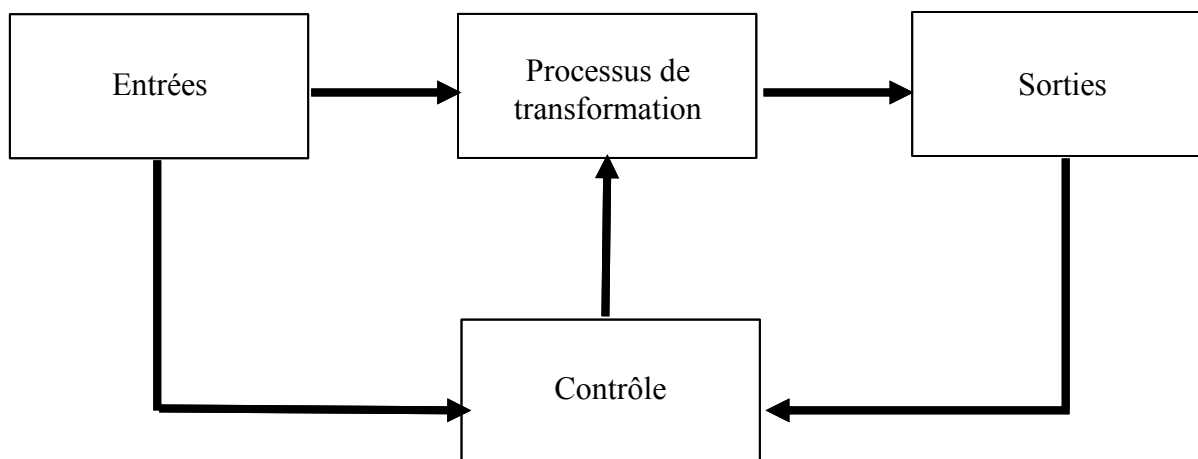 Entrées
Processus de
transformation
Sorties
Contrôle